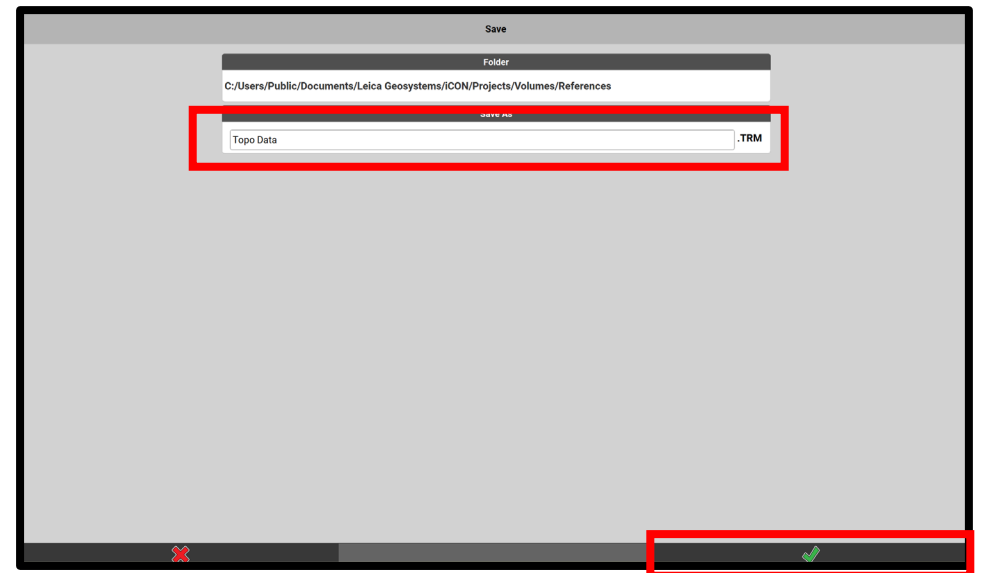 Save
Folder
C:/Users/Public/Documents/Leica Geosystems/iCON/Projects/Volumes/References
Save As
Topo Data
.TRM